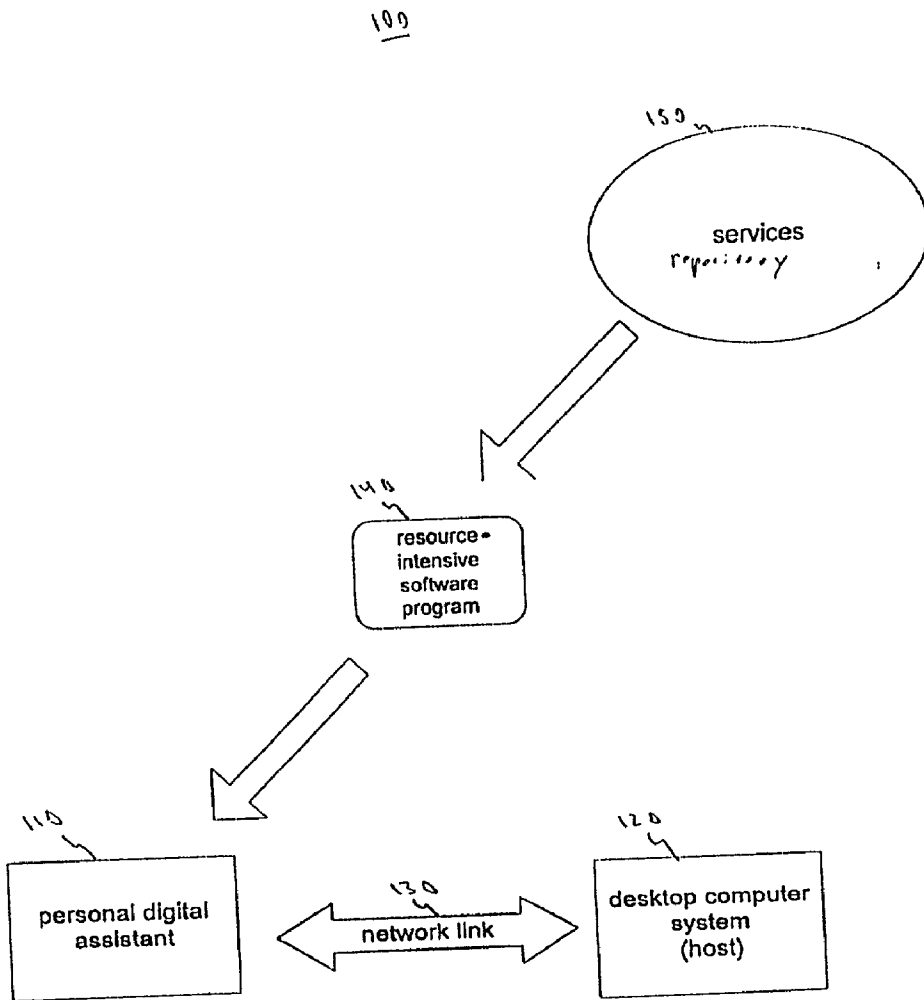 100
150
services
repository
140
resource-
intensive
software
program
110
personal digital
assistant
130
network link
120
desktop computer
system
(host)